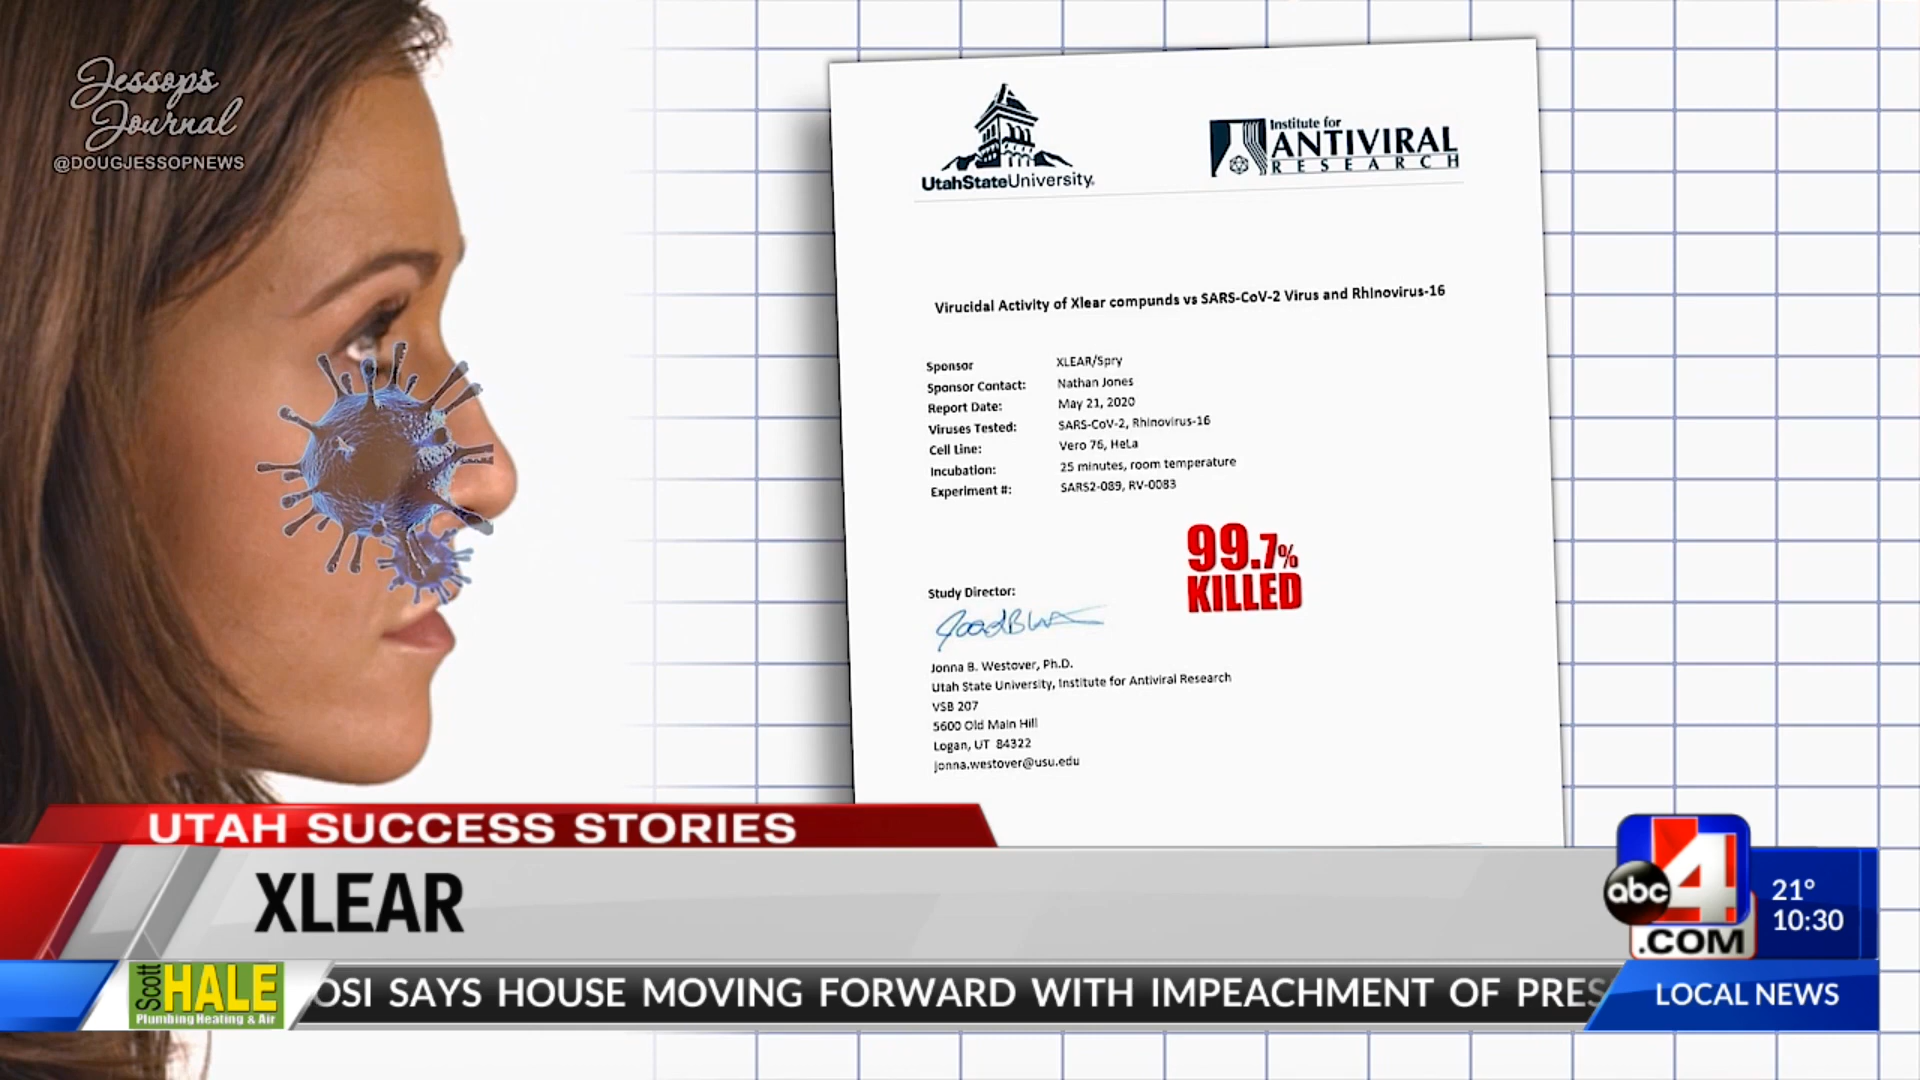 Jessop's
Journal
@DOUGJESSOPNEWS
UtahStateUniversity.
Institute for
ANTIVIRAL
RESEARCH
Virucidal Activity of Xlear compunds vs SARS-CoV-2 Virus and Rhinovirus-16
Sponsor XLEAR/Spry
Sponsor Contact: Nathan Jones
Report Date: May 21, 2020
Viruses Tested: SARS-CoV-2, Rhinovirus-16
Cell Line: Vero 76, HeLa
Incubation: 25 minutes, room temperature
Experiment #: SARS2-089, RV-0083
99.7%
KILLED
Study Director:
Jonna B. Westover, Ph.D.
Utah State University, Institute for Antiviral Research
VSB 207
5600 Old Main Hill
Logan, UT 84322
jonna.westover@usu.edu
UTAH SUCCESS STORIES
XLEAR
abc 4
.COM
21°
10:30
Scott
HALE
Plumbing Heating & Air
OSI SAYS HOUSE MOVING FORWARD WITH IMPEACHMENT OF PRES
LOCAL NEWS